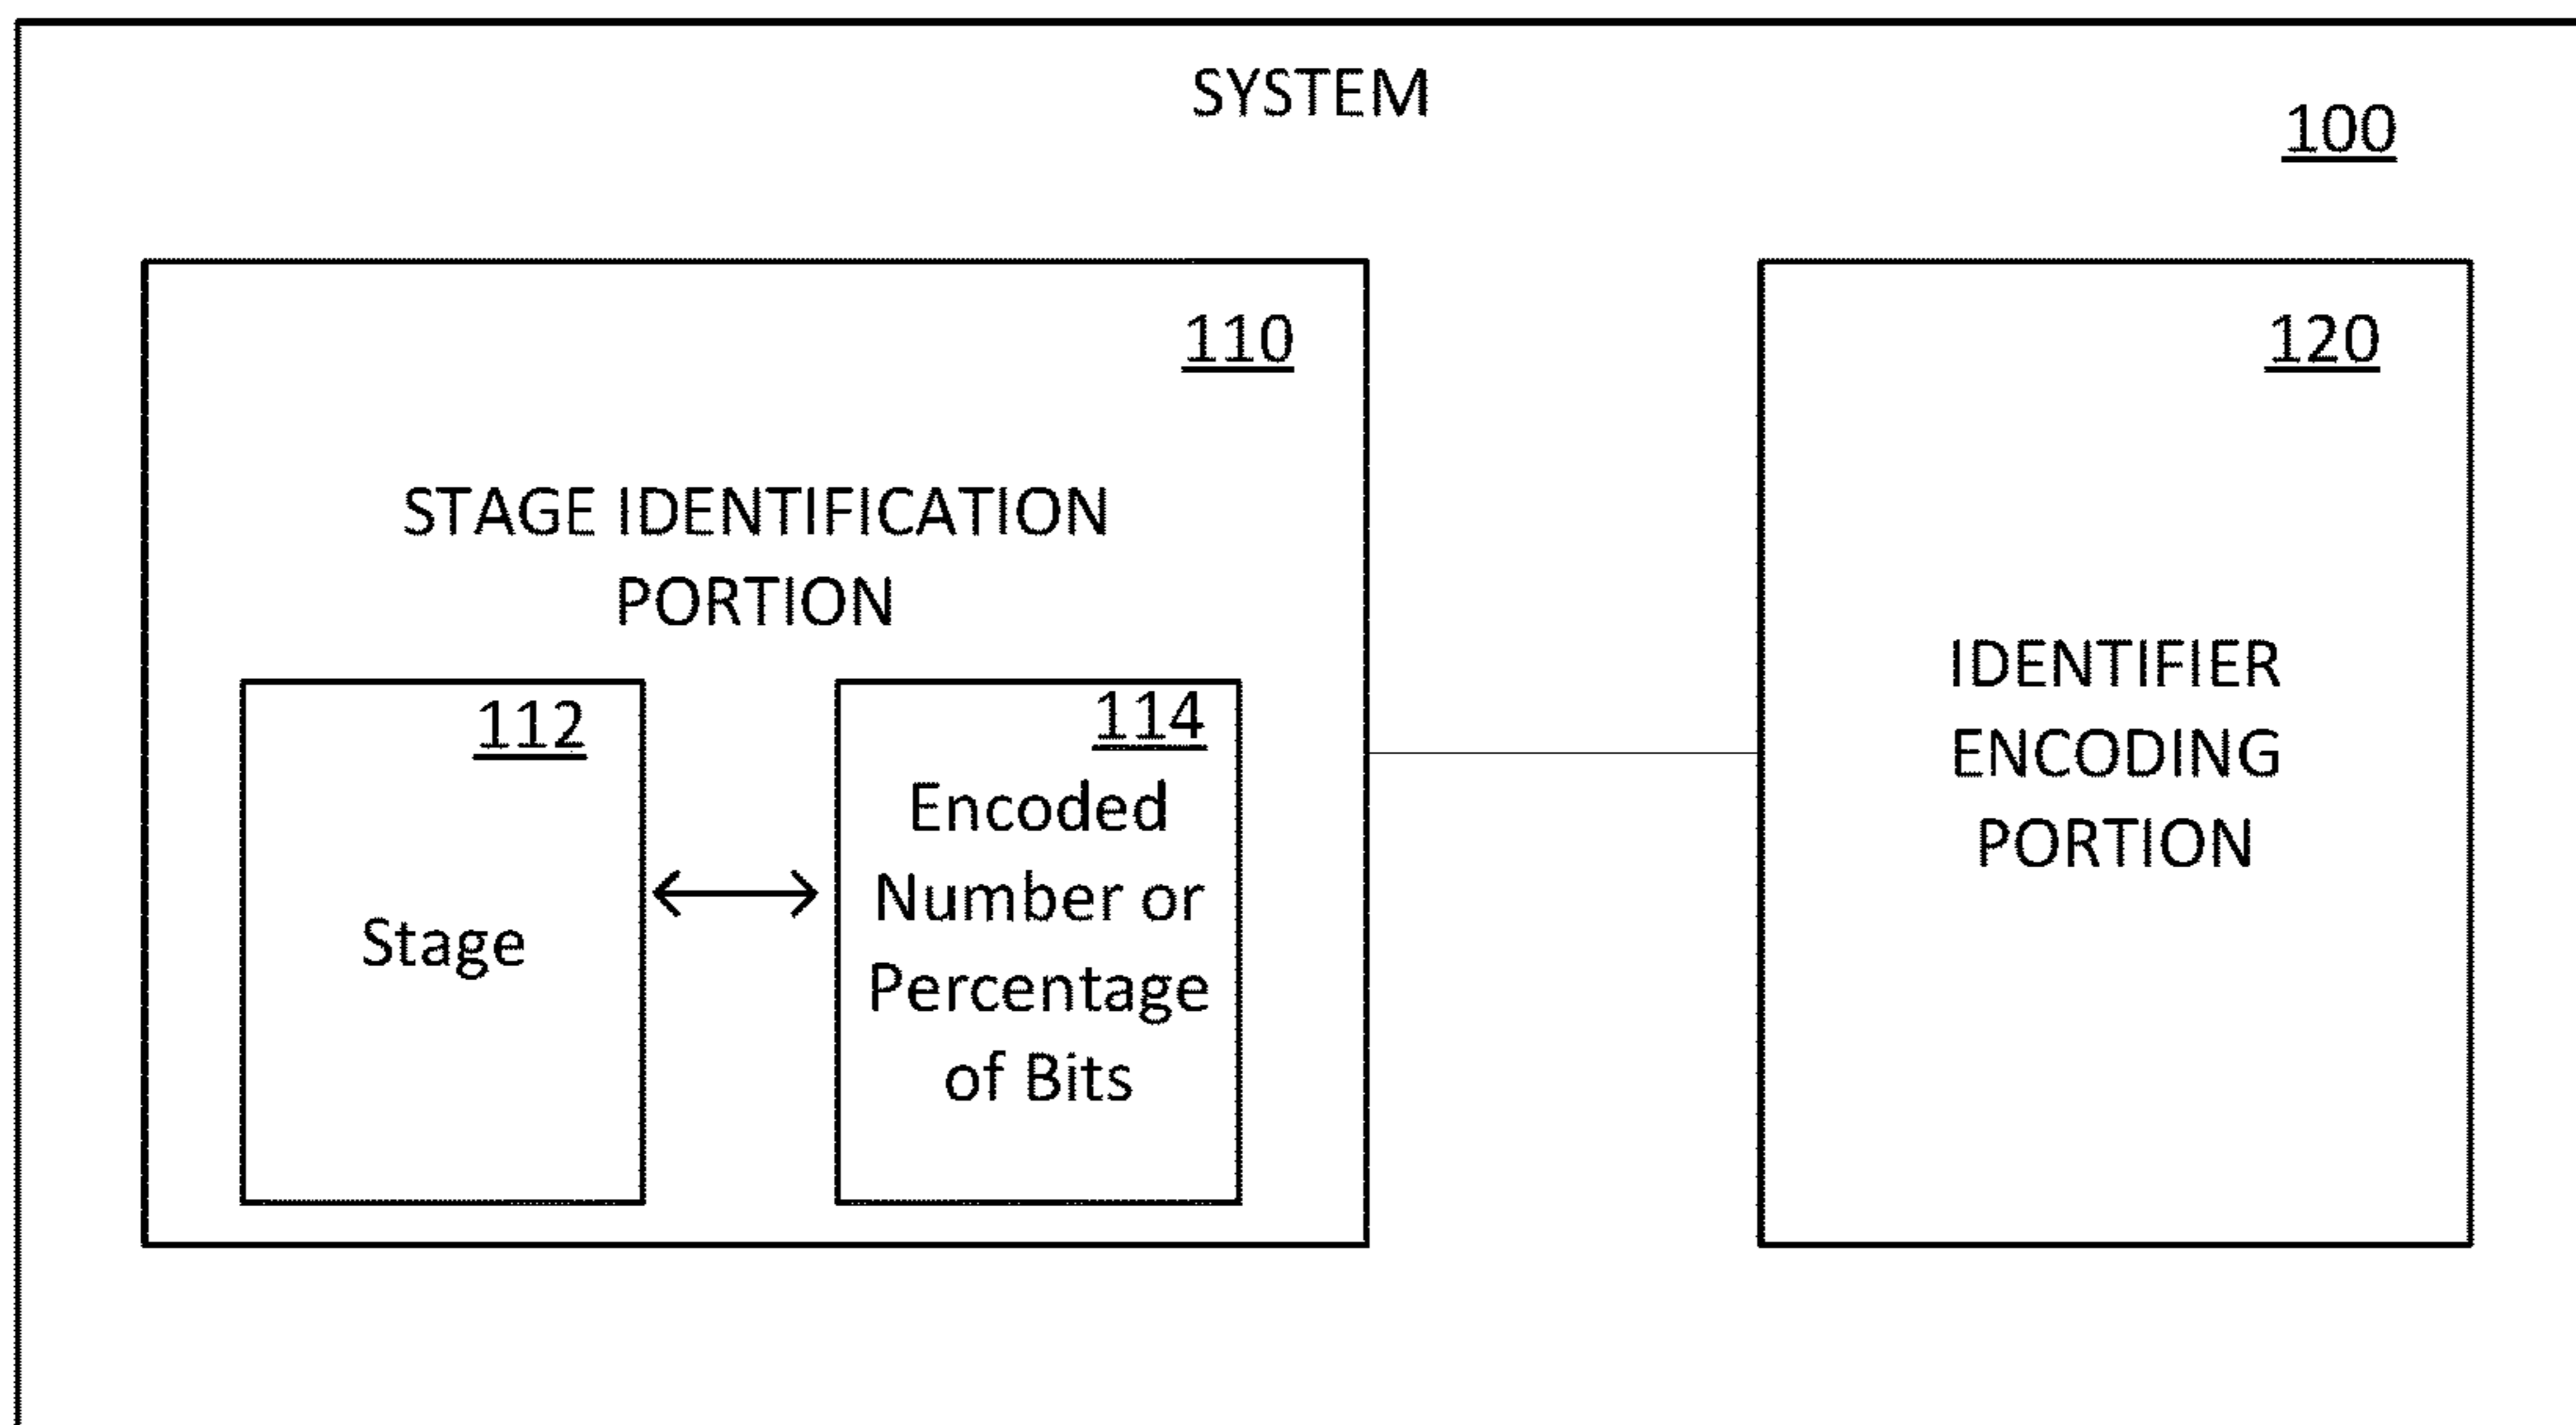 SYSTEM
100
110
STAGE IDENTIFICATION
PORTION
112
Stage
114
Encoded
Number or
Percentage
of Bits
120
IDENTIFIER
ENCODING
PORTION